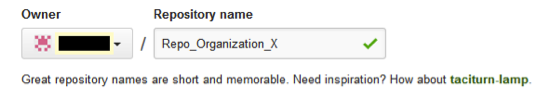 Owner Repository name
/ Repo_Organization_X
Great repository names are short and memorable. Need inspiration? How about taciturn-lamp.